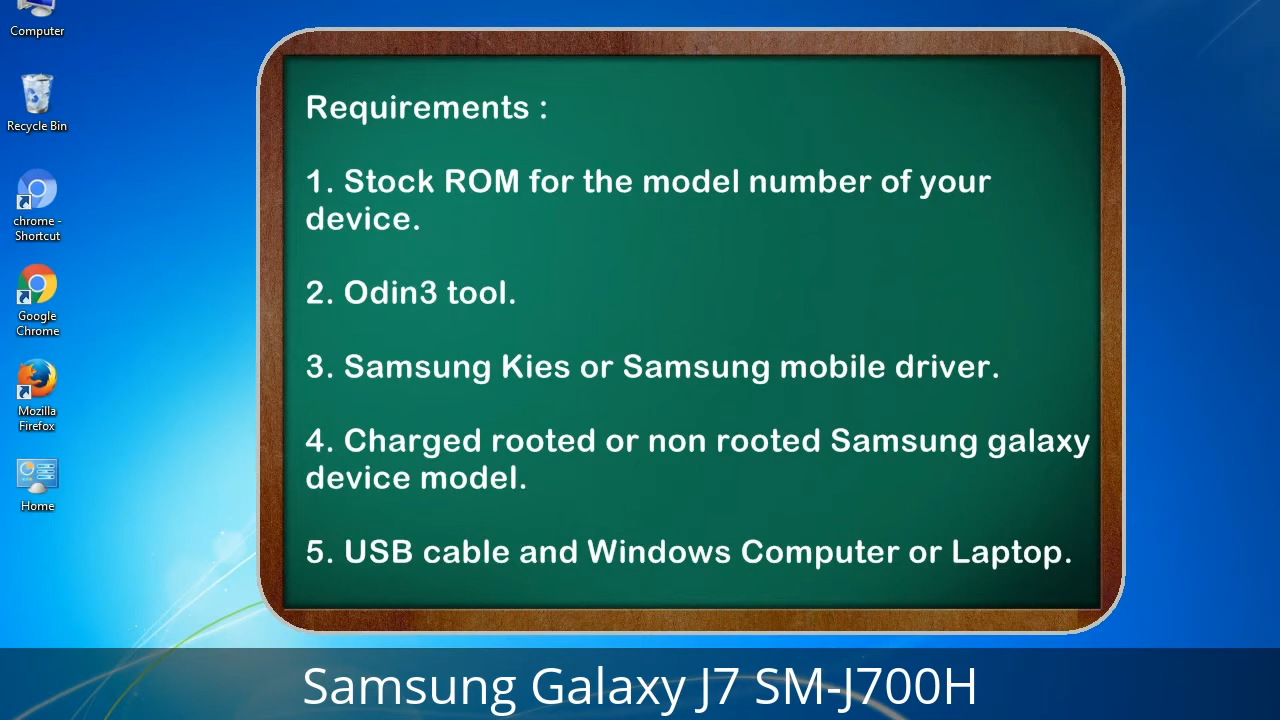 Computer
Recycle Bin
chrome -
Shortcut
Google
Chrome
Mozilla
Firefox
Home
Requirements :
1. Stock ROM for the model number of your
device.
2. Odin3 tool.
3. Samsung Kies or Samsung mobile driver.
4. Charged rooted or non rooted Samsung galaxy
device model.
5. USB cable and Windows Computer or Laptop.
Samsung Galaxy J7 SM-J700H